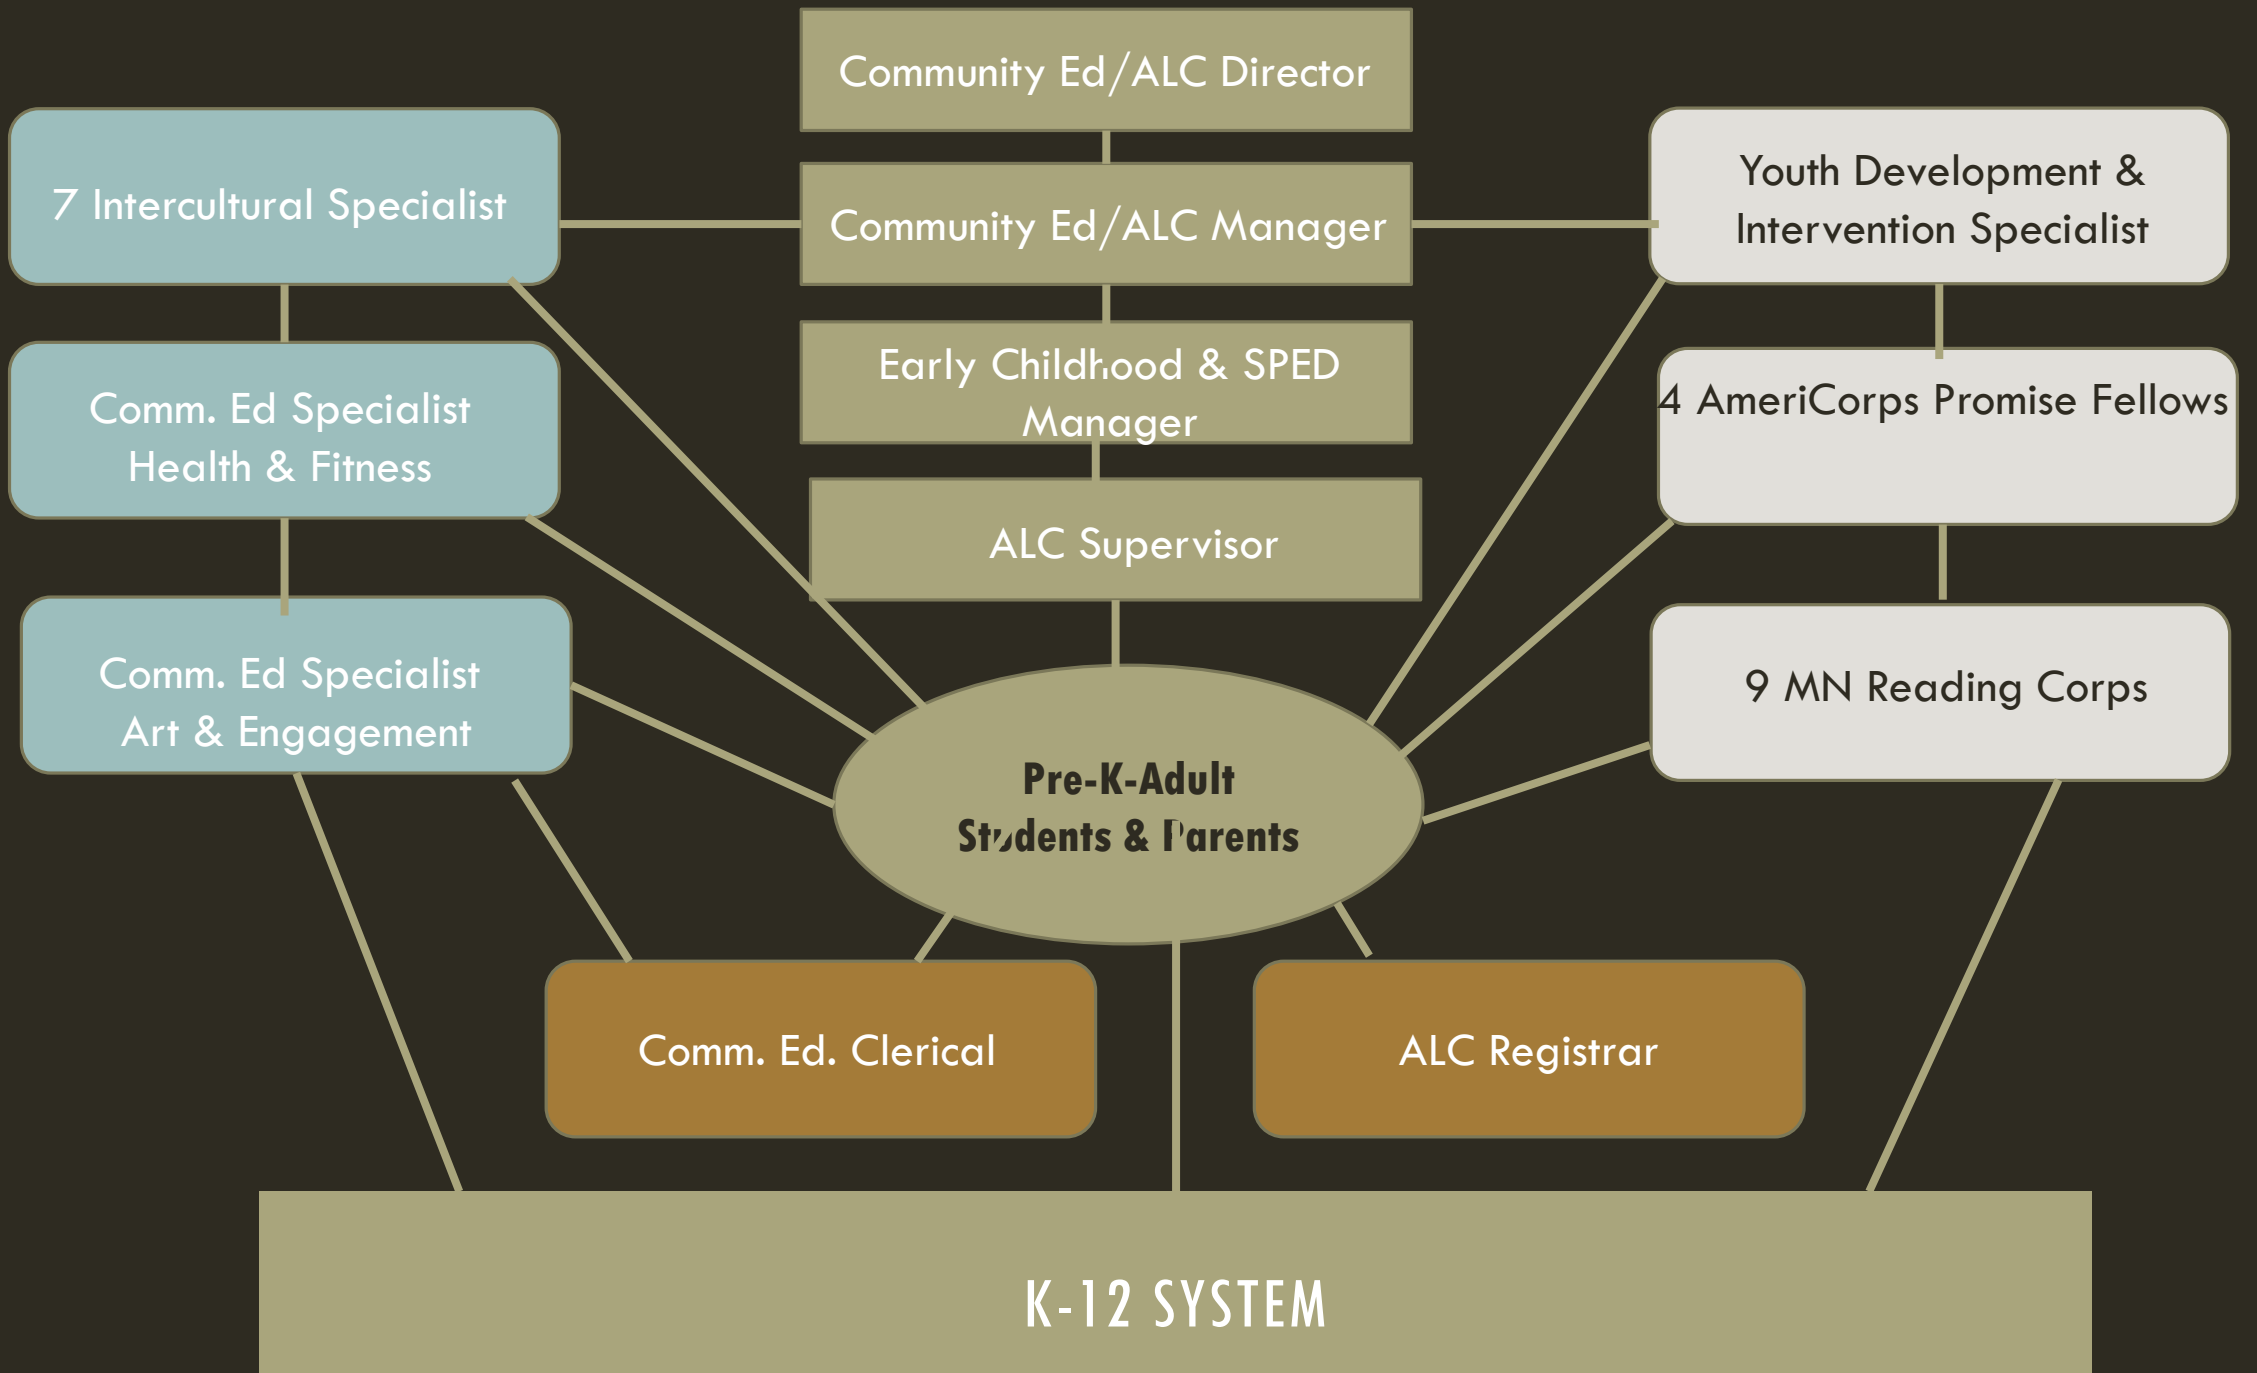 Community Ed/ALC Director
7 Intercultural Specialist
Community Ed/ALC Manager
Youth Development &
Intervention Specialist
Comm. Ed Specialist
Health & Fitness
Early Childhood & SPED
Manager
4 AmeriCorps Promise Fellows
ALC Supervisor
Comm. Ed Specialist
Art & Engagement
9 MN Reading Corps
Pre-K-Adult
Students & Parents
Comm. Ed. Clerical
ALC Registrar
K-12 SYSTEM